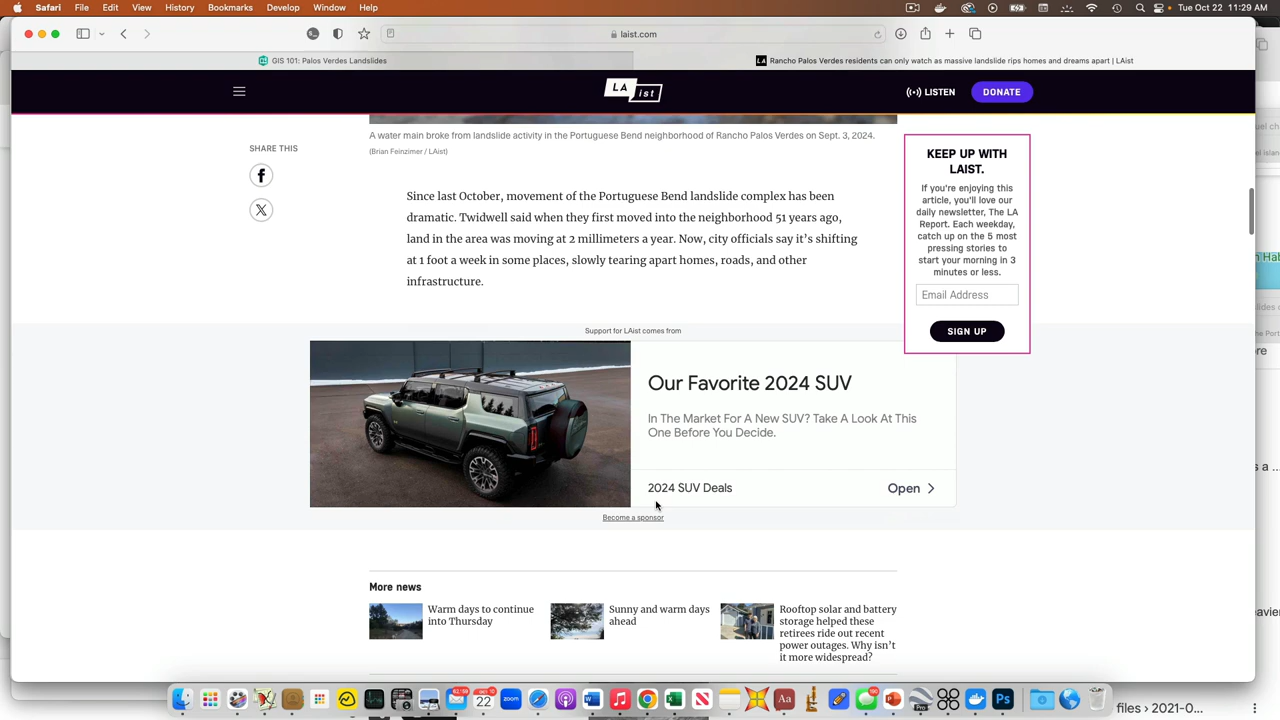 Safari File Edit View History Bookmarks Develop Window Help
Tue Oct 22 11:29 AM
laist.com
GIS 101: Palos Verdes Landslides
LA Rancho Palos Verdes residents can only watch as massive landslide rips homes and dreams apart | LAist
LA ist
LISTEN
DONATE
A water main broke from landslide activity in the Portuguese Bend neighborhood of Rancho Palos Verdes on Sept. 3, 2024.
(Brian Feinzimer / LAist)
SHARE THIS
Since last October, movement of the Portuguese Bend landslide complex has been
dramatic. Twidwell said when they first moved into the neighborhood 51 years ago,
land in the area was moving at 2 millimeters a year. Now, city officials say it's shifting
at 1 foot a week in some places, slowly tearing apart homes, roads, and other
infrastructure.
KEEP UP WITH
LAIST.
If you're enjoying this
article, you'll love our
daily newsletter, The LA
Report. Each weekday,
catch up on the 5 most
pressing stories to
start your morning in 3
minutes or less.
Email Address
SIGN UP
Support for LAist comes from
Our Favorite 2024 SUV
In The Market For A New SUV? Take A Look At This
One Before You Decide.
2024 SUV Deals
Open
Become a sponsor
More news
Warm days to continue
into Thursday
Sunny and warm days
ahead
Rooftop solar and battery
storage helped these
retirees ride out recent
power outages. Why isn't
it more widespread?
files › 2021-0...